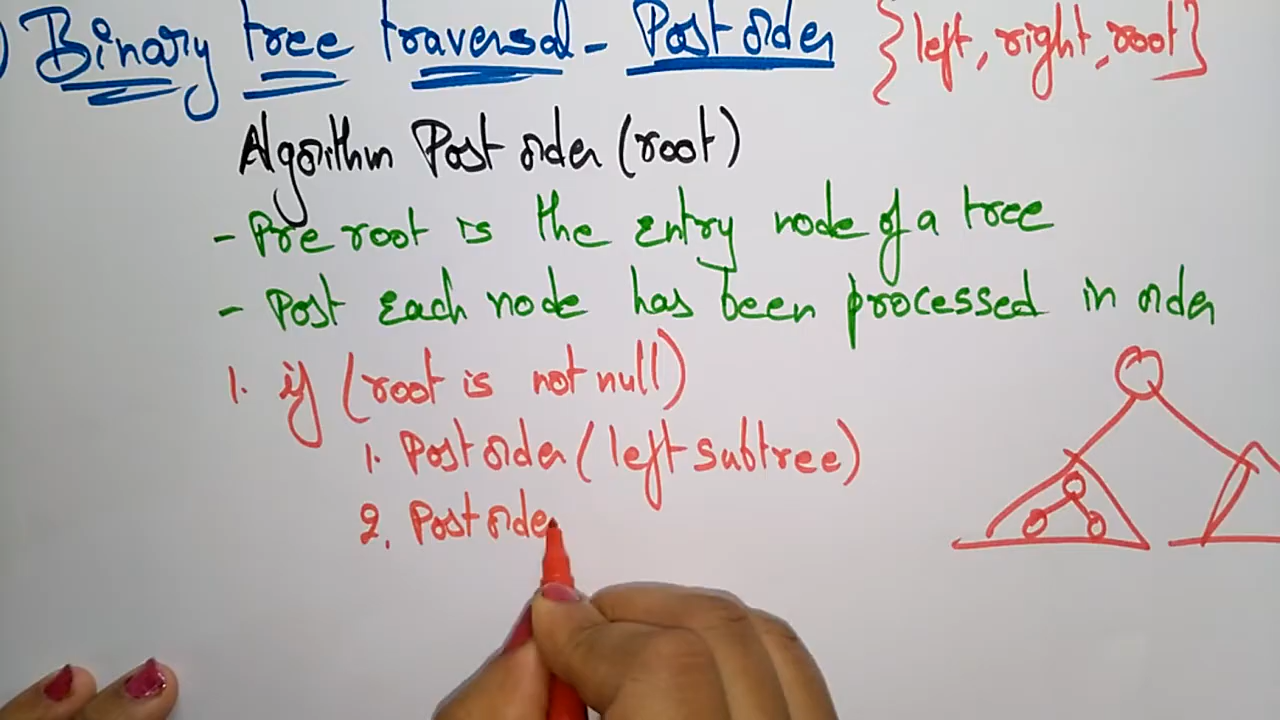 ) Binary tree traversal - Post order {left, right, root}
Algorithm Post order (root)
- Pre root is the entry node of a tree
- Post Each node has been processed in order
1. if (root is not null)
1. Post order (left subtree)
2. Post orde